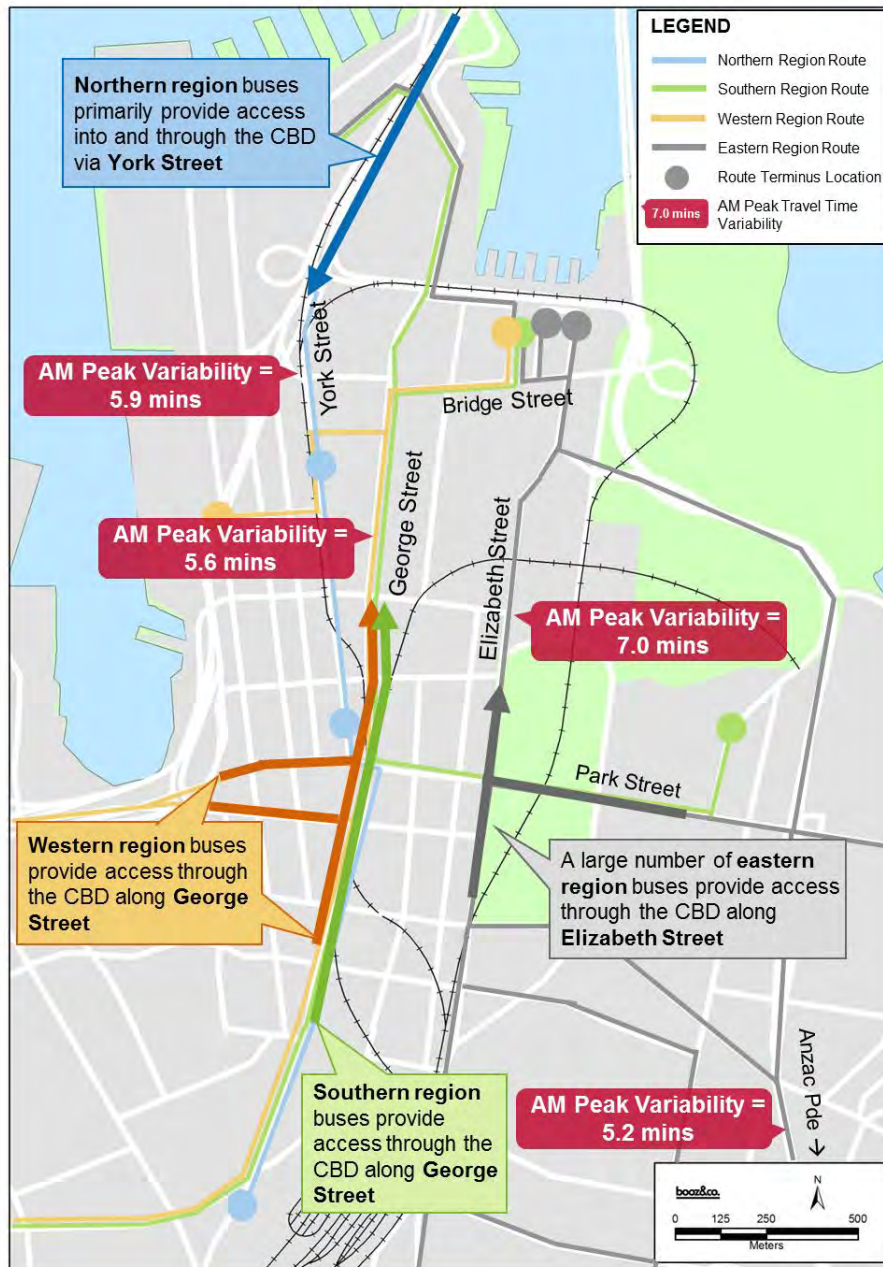 LEGEND
Northern Region Route
Southern Region Route
Western Region Route
Eastern Region Route
Route Terminus Location
7.0 mins
AM Peak Travel Time
Variability
Northern region buses
primarily provide access
into and through the CBD
via York Street
AM Peak Variability =
5.9 mins
York Street
Bridge Street
George Street
AM Peak Variability =
5.6 mins
Elizabeth Street
AM Peak Variability =
7.0 mins
Park Street
Western region buses
provide access through
the CBD along George
Street
A large number of eastern
region buses provide access
through the CBD along
Elizabeth Street
Southern region
buses provide
access through the
CBD along George
Street
AM Peak Variability =
5.2 mins
Anzac Pde →
booz&co.
N
0 125 250 500
Meters